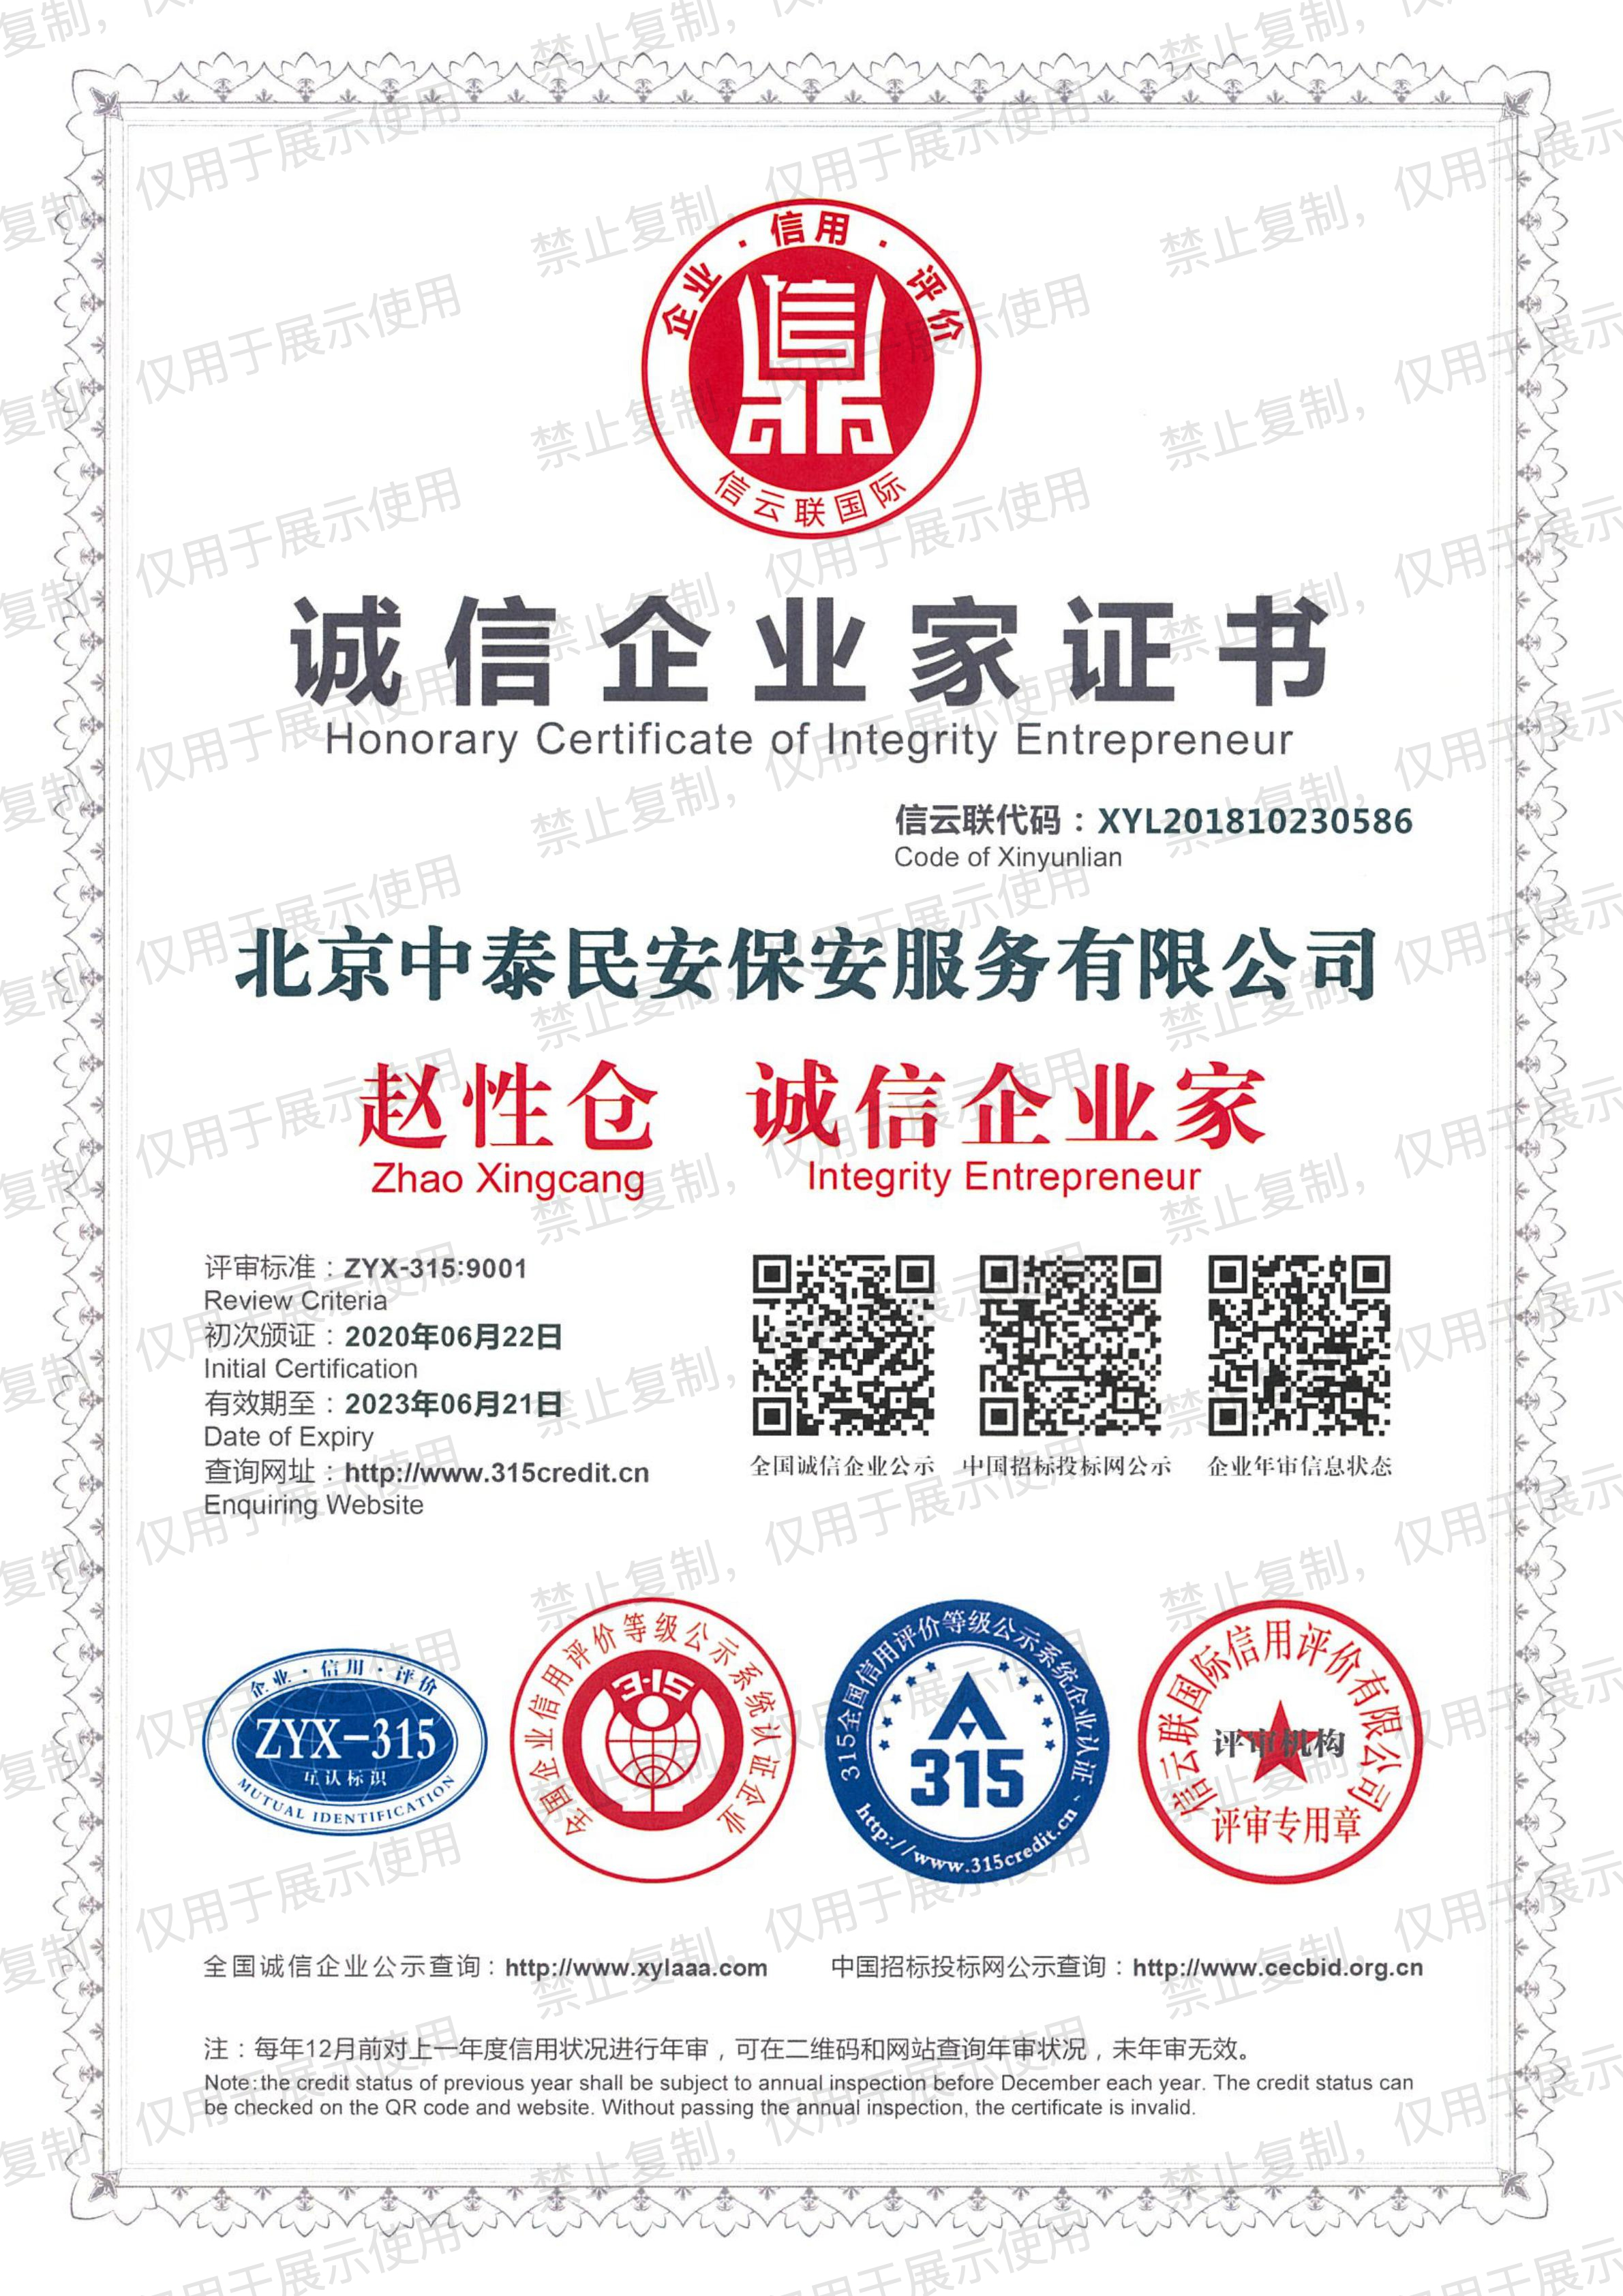 企业·信用·评价
信
信云联国际
诚信企业家证书
Honorary Certificate of Integrity Entrepreneur
信云联代码：XYL201810230586
Code of Xinyunlian
北京中泰民安保安服务有限公司
赵性仓 诚信企业家
Zhao Xingcang Integrity Entrepreneur
评审标准：ZYX-315:9001
Review Criteria
初次颁证：2020年06月22日
Initial Certification
有效期至：2023年06月21日
Date of Expiry
查询网址：http://www.315credit.cn
Enquiring Website
全国诚信企业公示 中国招标投标网公示 企业年审信息状态
企业·信用·评价
ZYX-315
互认标识
MUTUAL IDENTIFICATION
全国企业信用评价等级公示系统认证企业
3·15
315全国信用评价等级公示系统企业认证
315
http://www.315credit.cn
信云联国际信用评价有限公司
评审机构
评审专用章
全国诚信企业公示查询：http://www.xylaaa.com 中国招标投标网公示查询：http://www.cecbid.org.cn
注：每年12月前对上一年度信用状况进行年审，可在二维码和网站查询年审状况，未年审无效。
Note:the credit status of previous year shall be subject to annual inspection before December each year. The credit status can
be checked on the QR code and website. Without passing the annual inspection, the certificate is invalid.
禁止复制，仅用于展示使用